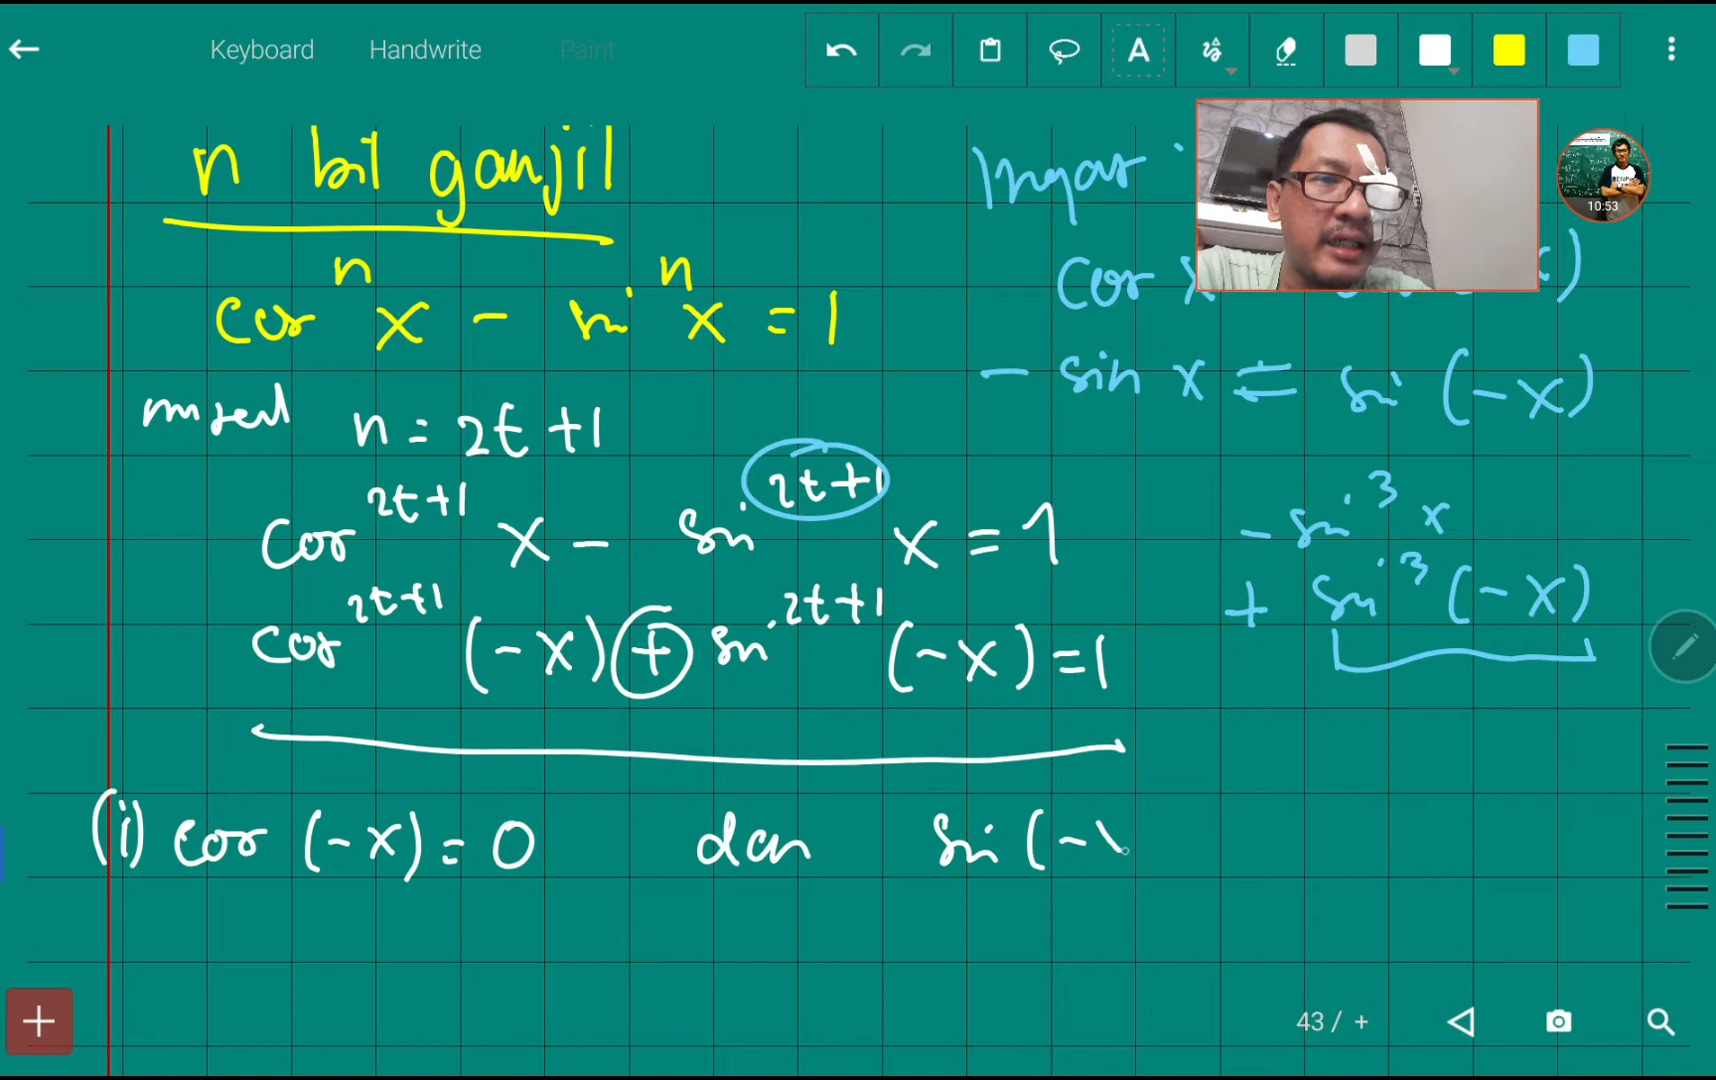 Keyboard Handwrite Paint A
10:53
n bil ganjil
cos^n x - sin^n x = 1
misal n = 2t + 1
cos^{2t+1} x - sin^{2t+1} x = 1
cos^{2t+1} (-x) + sin^{2t+1} (-x) = 1
(i) cos (-x) = 0 dan sin (-
Ingat :
cos x
x)
- sin x = sin (-x)
- sin^3 x
+ sin^3 (-x)
43 / +